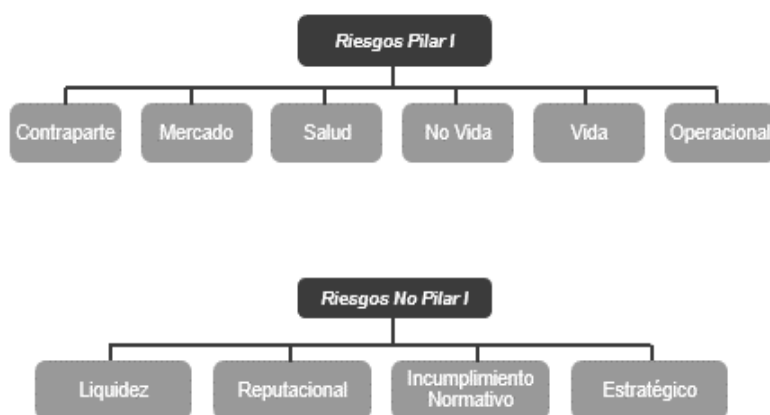 Riesgos Pilar I
Contraparte
Mercado
Salud
No Vida
Vida
Operacional
Riesgos No Pilar I
Liquidez
Reputacional
Incumplimiento
Normativo
Estratégico